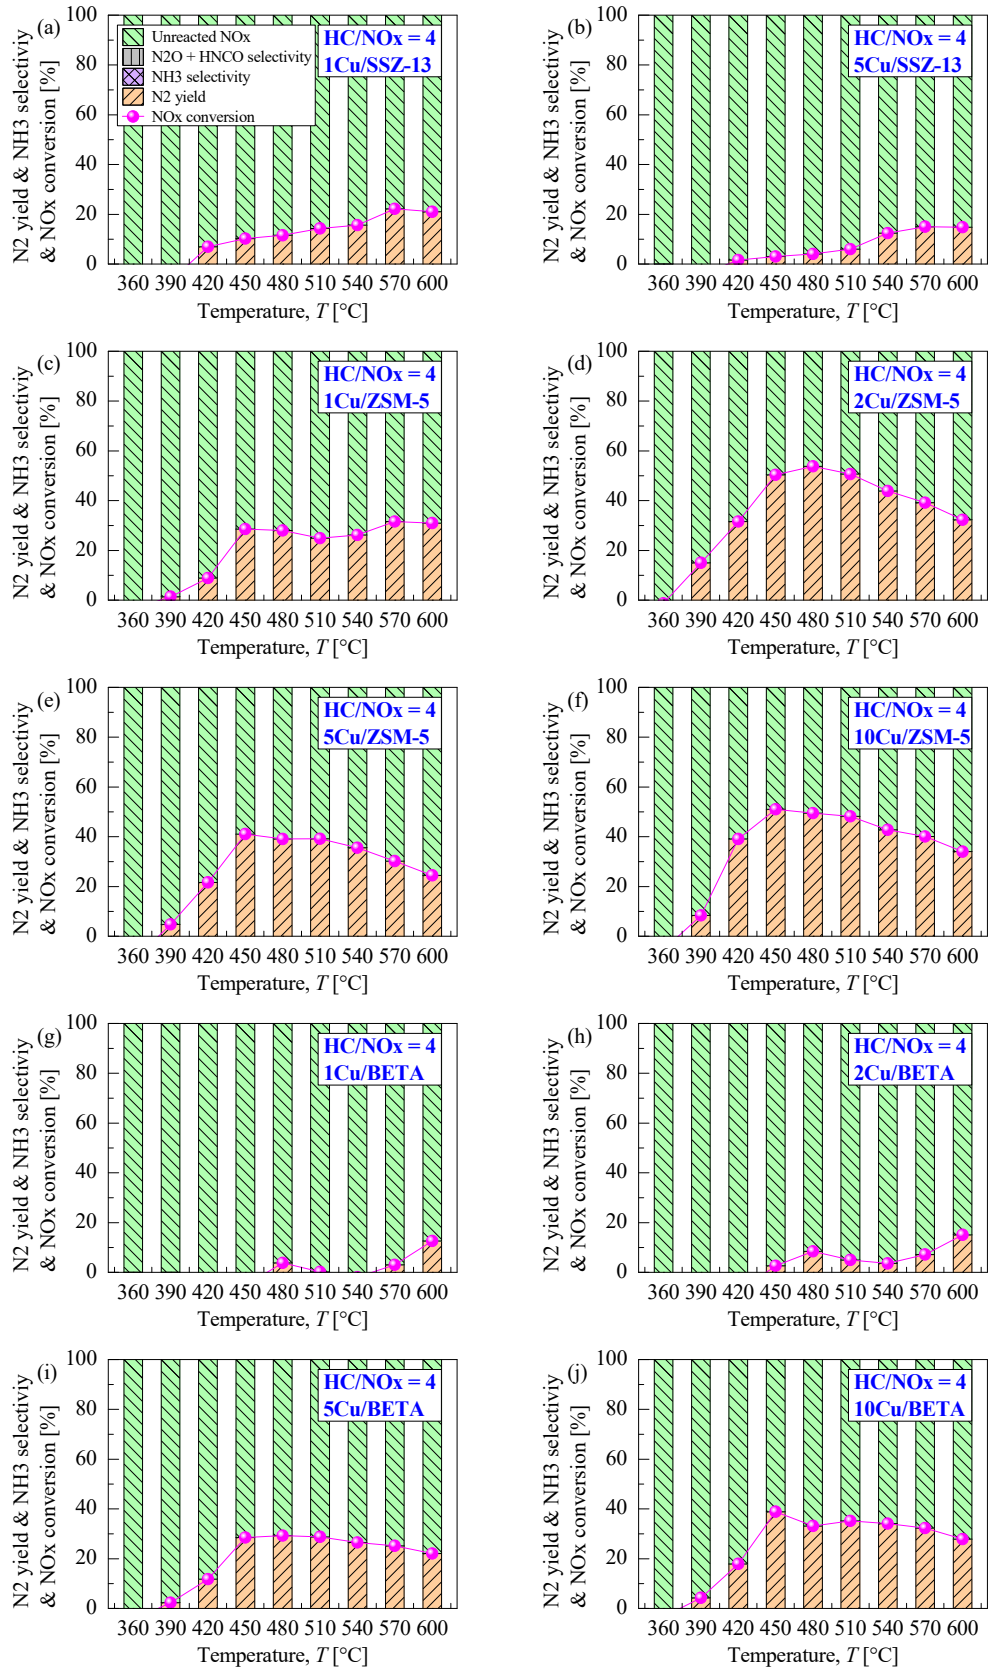 (a)
100
80
60
40
20
0
N2 yield & NH3 selectiviy
& NOx conversion [%]
Unreacted NOx
N2O + HNCO selectivity
NH3 selectivity
N2 yield
NOx conversion
HC/NOx = 4
1Cu/SSZ-13
360 390 420 450 480 510 540 570 600
Temperature, T [°C]
(b)
100
80
60
40
20
0
N2 yield & NH3 selectiviy
& NOx conversion [%]
HC/NOx = 4
5Cu/SSZ-13
360 390 420 450 480 510 540 570 600
Temperature, T [°C]
(c)
100
80
60
40
20
0
N2 yield & NH3 selectiviy
& NOx conversion [%]
HC/NOx = 4
1Cu/ZSM-5
360 390 420 450 480 510 540 570 600
Temperature, T [°C]
(d)
100
80
60
40
20
0
N2 yield & NH3 selectiviy
& NOx conversion [%]
HC/NOx = 4
2Cu/ZSM-5
360 390 420 450 480 510 540 570 600
Temperature, T [°C]
(e)
100
80
60
40
20
0
N2 yield & NH3 selectiviy
& NOx conversion [%]
HC/NOx = 4
5Cu/ZSM-5
360 390 420 450 480 510 540 570 600
Temperature, T [°C]
(f)
100
80
60
40
20
0
N2 yield & NH3 selectiviy
& NOx conversion [%]
HC/NOx = 4
10Cu/ZSM-5
360 390 420 450 480 510 540 570 600
Temperature, T [°C]
(g)
100
80
60
40
20
0
N2 yield & NH3 selectiviy
& NOx conversion [%]
HC/NOx = 4
1Cu/BETA
360 390 420 450 480 510 540 570 600
Temperature, T [°C]
(h)
100
80
60
40
20
0
N2 yield & NH3 selectiviy
& NOx conversion [%]
HC/NOx = 4
2Cu/BETA
360 390 420 450 480 510 540 570 600
Temperature, T [°C]
(i)
100
80
60
40
20
0
N2 yield & NH3 selectiviy
& NOx conversion [%]
HC/NOx = 4
5Cu/BETA
360 390 420 450 480 510 540 570 600
Temperature, T [°C]
(j)
100
80
60
40
20
0
N2 yield & NH3 selectiviy
& NOx conversion [%]
HC/NOx = 4
10Cu/BETA
360 390 420 450 480 510 540 570 600
Temperature, T [°C]